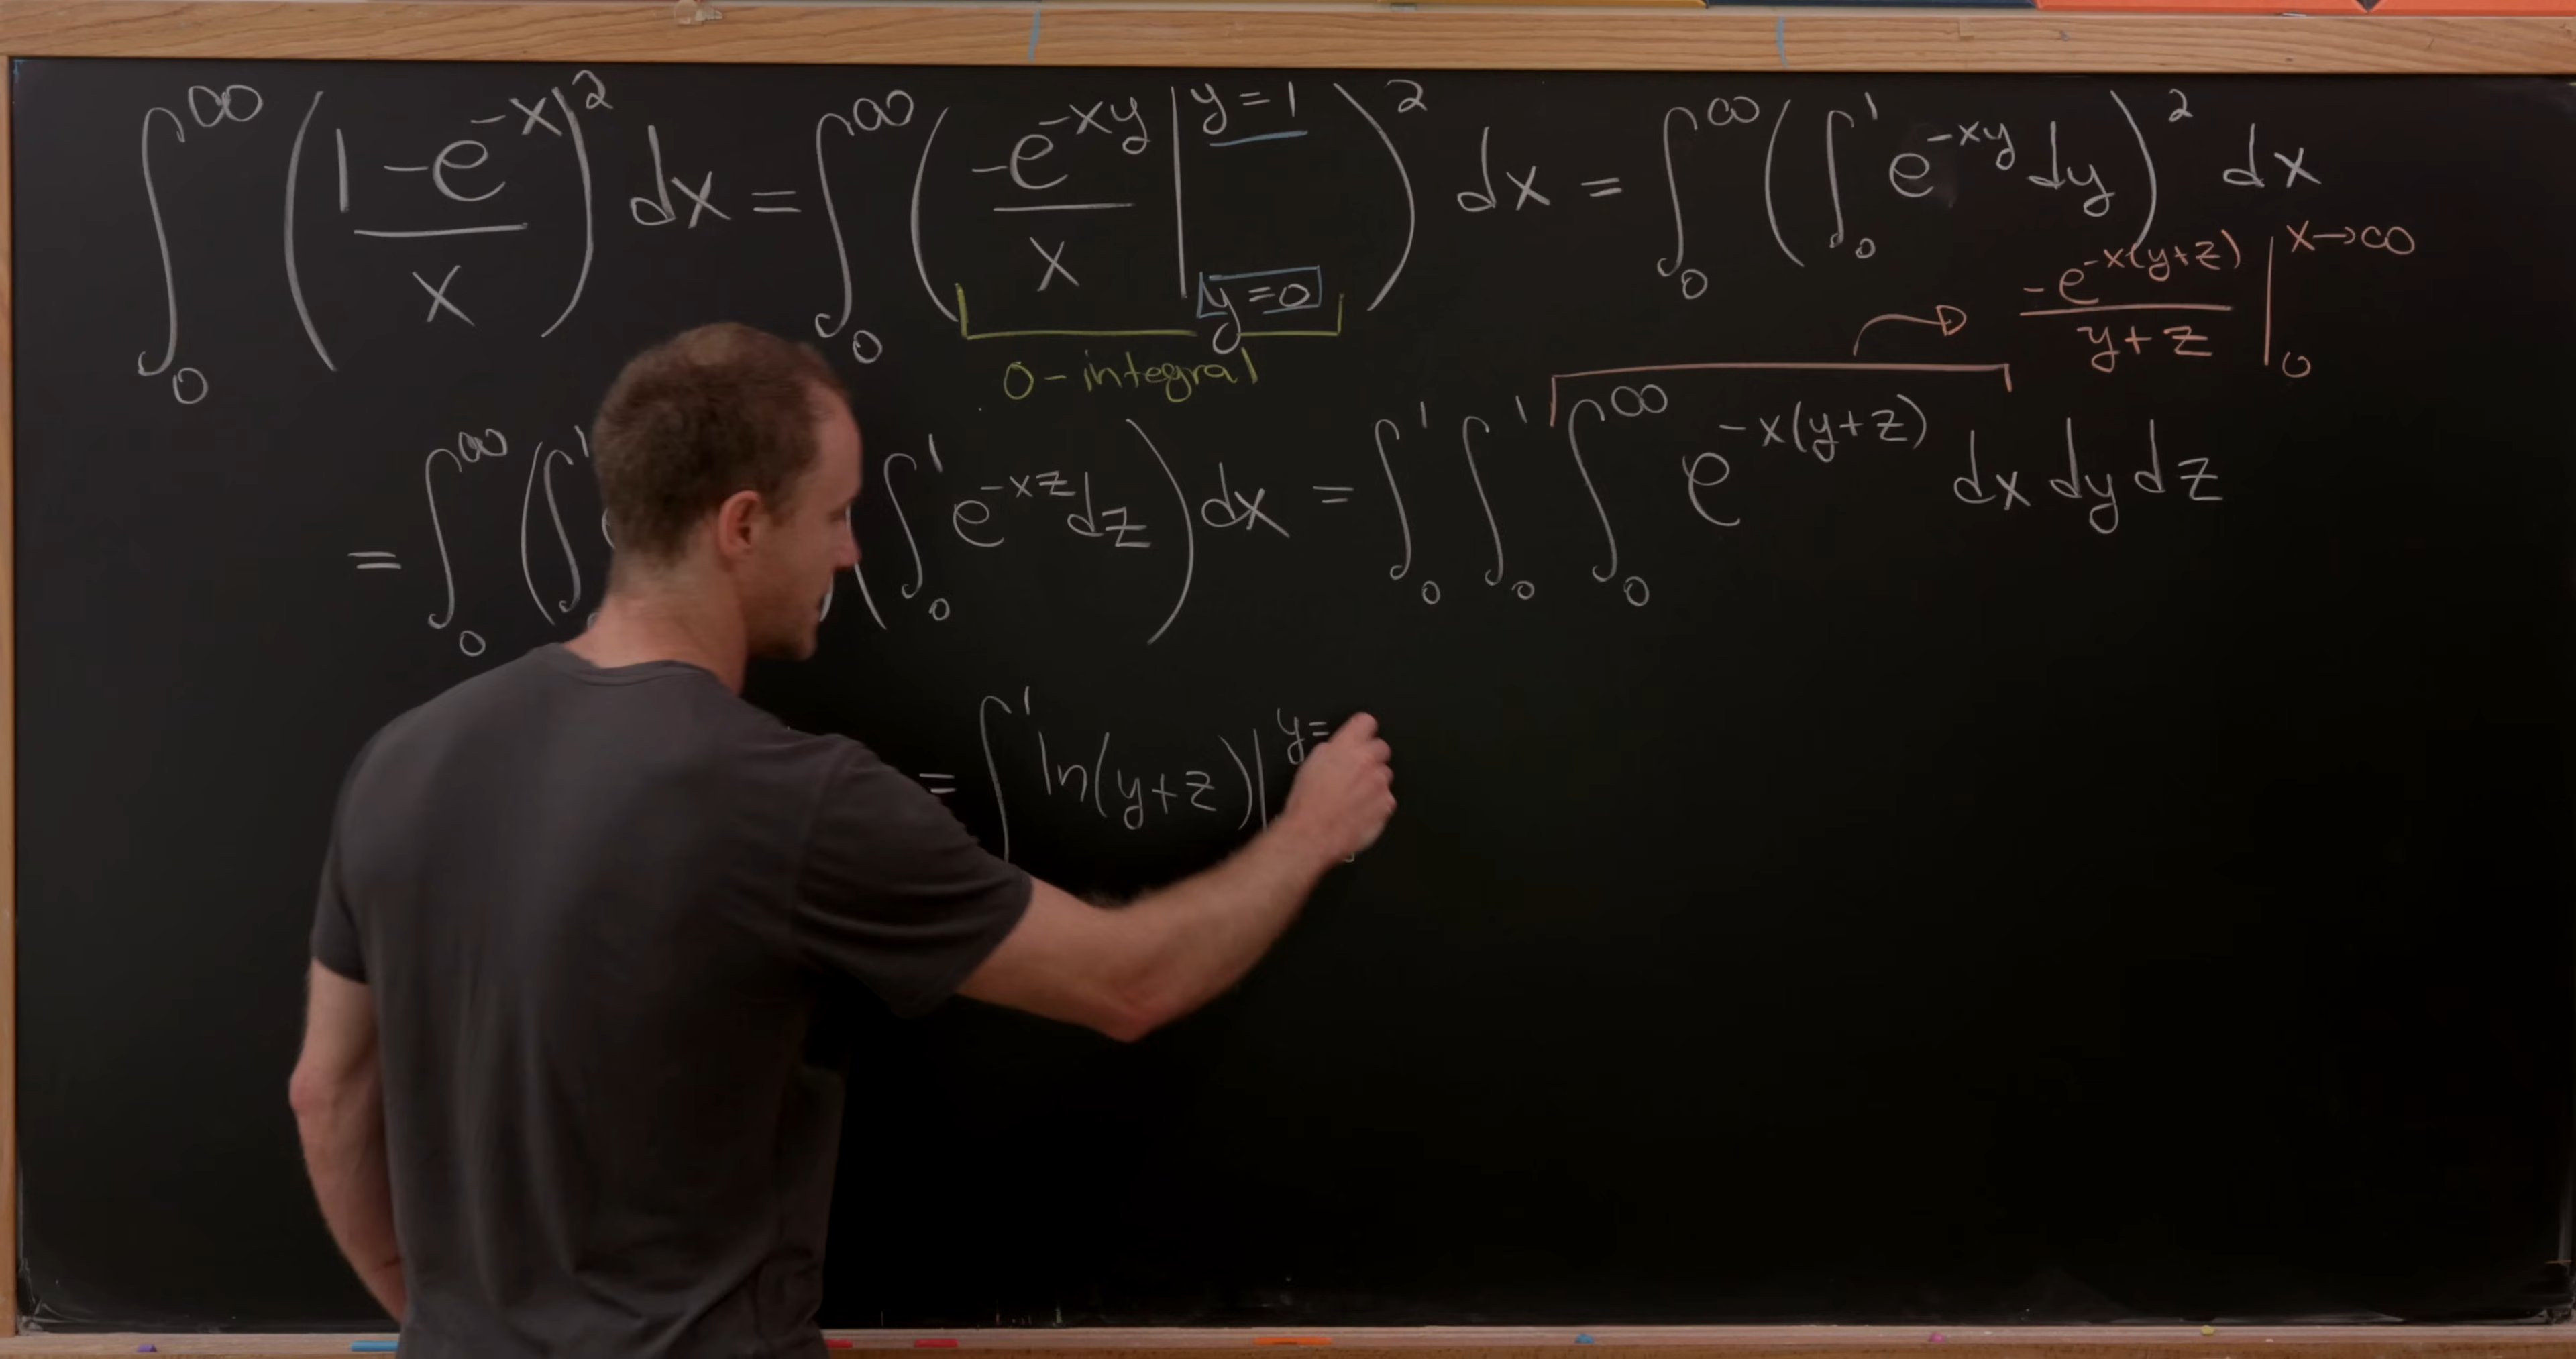 ∫₀^∞ ((1-e^{-x})/x)² dx = ∫₀^∞ (-e^{-xy}/x |_{y=0}^{y=1})² dx = ∫₀^∞ (∫₀¹ e^{-xy} dy)² dx
0-integral
-e^{-x(y+z)}/(y+z) |₀^{x→∞}
= ∫₀^∞ (∫₀¹ (∫₀¹ e^{-xz} dz) dx = ∫₀¹ ∫₀¹ ∫₀^∞ e^{-x(y+z)} dx dy dz
= ∫¹ ln(y+z) |^{y=